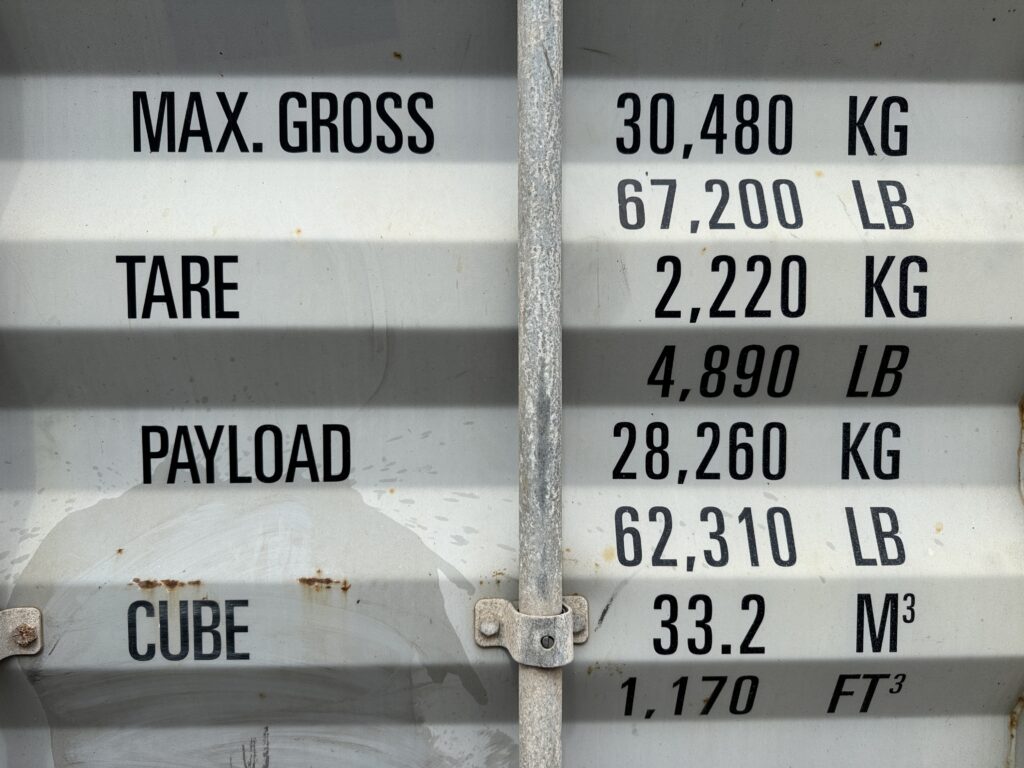 MAX. GROSS 30,480 KG
67,200 LB
TARE 2,220 KG
4,890 LB
PAYLOAD 28,260 KG
62,310 LB
CUBE 33.2 M³
1,170 FT³